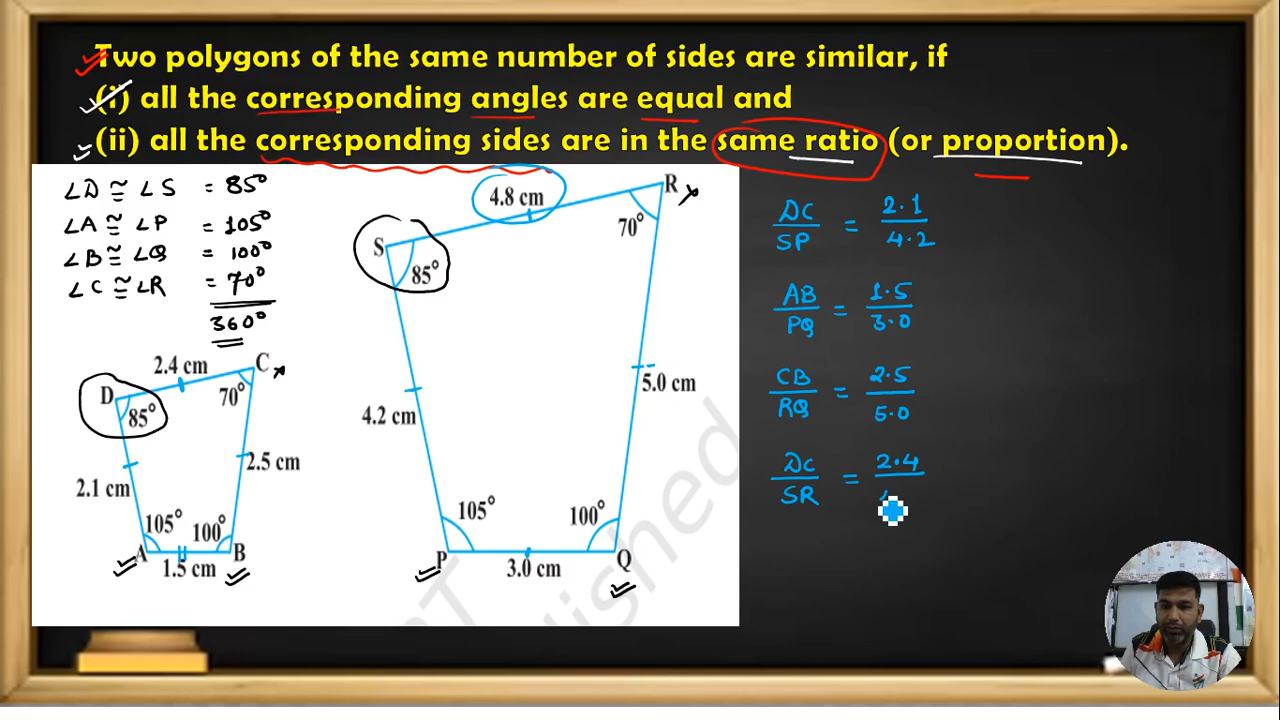 Two polygons of the same number of sides are similar, if
(i) all the corresponding angles are equal and
(ii) all the corresponding sides are in the same ratio (or proportion).
∠D ≅ ∠S = 85°
∠A ≅ ∠P = 105°
∠B ≅ ∠Q = 100°
∠C ≅ ∠R = 70°
360°
D
2.4 cm
C
85°
70°
2.1 cm
2.5 cm
105°
100°
A
1.5 cm
B
S
4.8 cm
R
85°
70°
4.2 cm
5.0 cm
105°
100°
P
3.0 cm
Q
DC/SP = 2.1/4.2
AB/PQ = 1.5/3.0
CB/RQ = 2.5/5.0
DC/SR = 2.4/